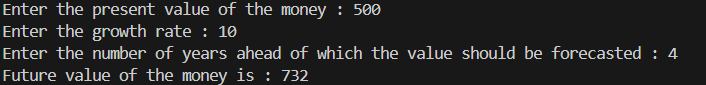 Enter the present value of the money : 500
Enter the growth rate : 10
Enter the number of years ahead of which the value should be forecasted : 4
Future value of the money is : 732